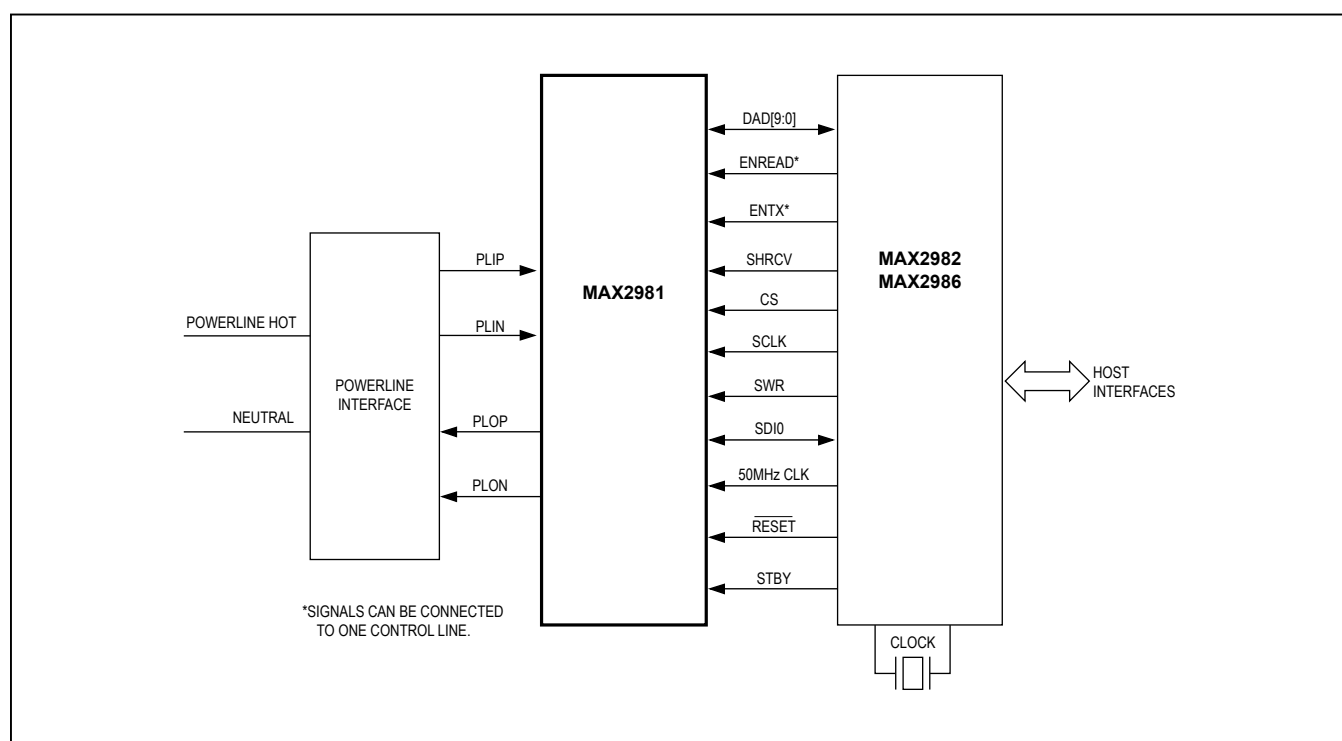 POWERLINE HOT
NEUTRAL
POWERLINE
INTERFACE
PLIP
PLIN
PLOP
PLON
*SIGNALS CAN BE CONNECTED
TO ONE CONTROL LINE.
MAX2981
DAD[9:0]
ENREAD*
ENTX*
SHRCV
CS
SCLK
SWR
SDI0
50MHz CLK
RESET
STBY
MAX2982
MAX2986
CLOCK
HOST
INTERFACES